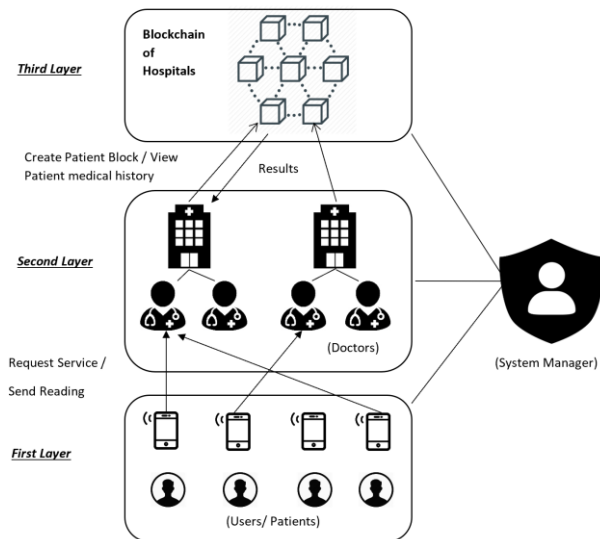 Blockchain
of
Hospitals
Third Layer
Create Patient Block / View
Patient medical history
Results
Second Layer
(Doctors)
(System Manager)
Request Service /
Send Reading
First Layer
(Users/ Patients)